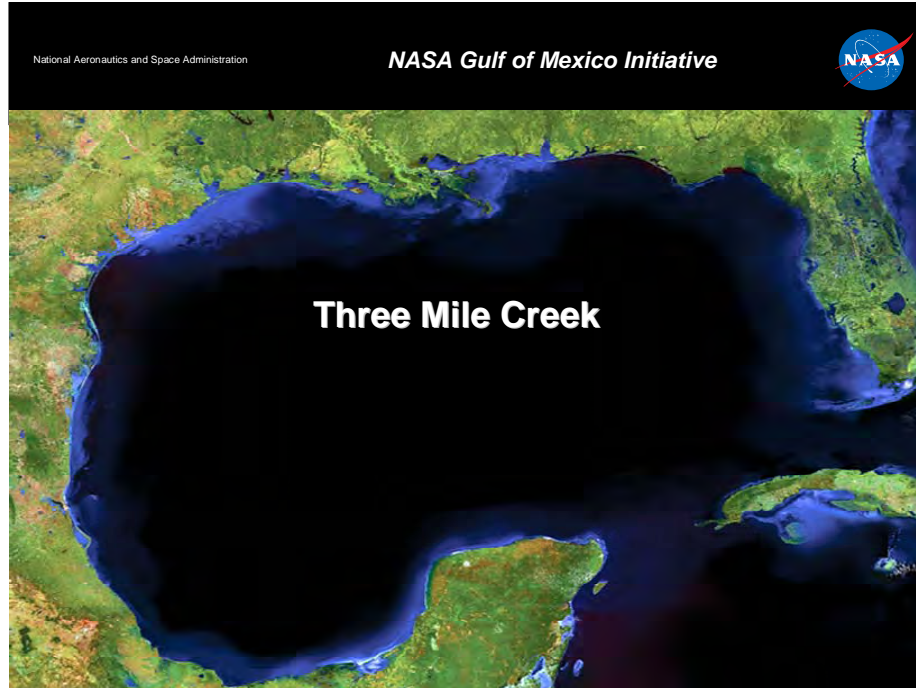 National Aeronautics and Space Administration
NASA Gulf of Mexico Initiative
NASA
Three Mile Creek